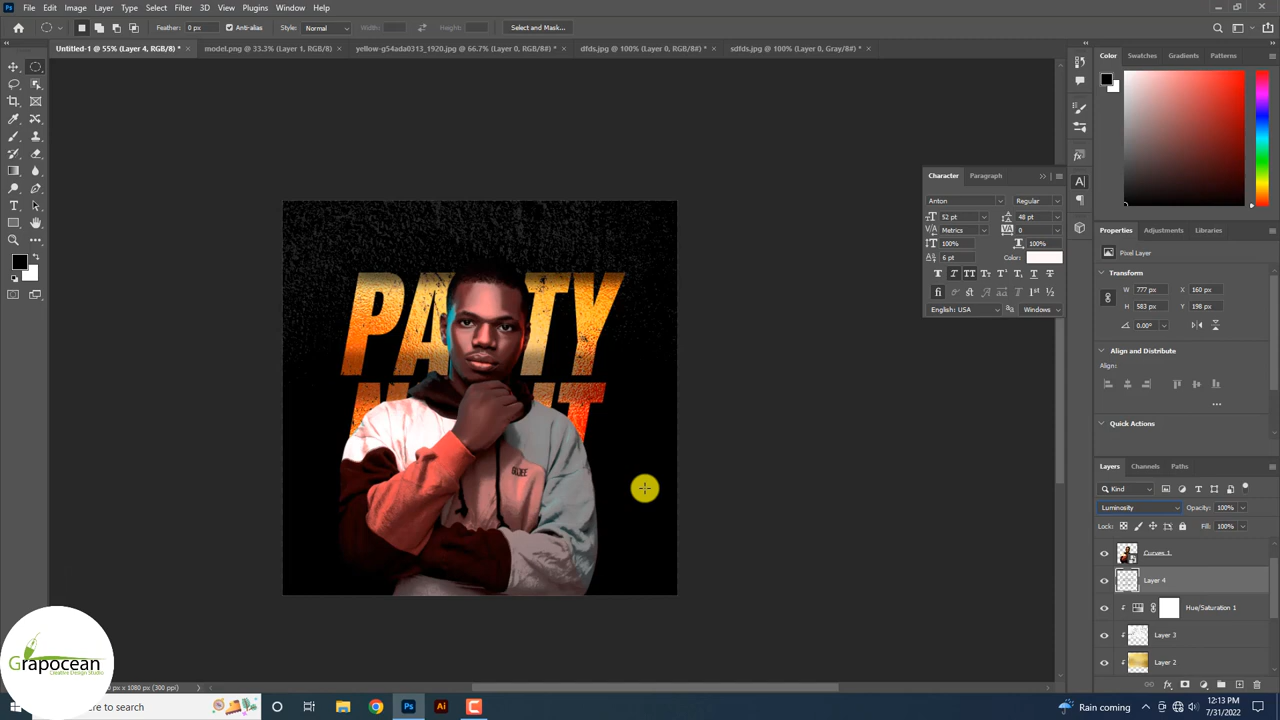 File Edit Image Layer Type Select Filter 3D View Plugins Window Help
Feather: 0 px Anti-alias Style: Normal Width: Height: Select and Mask...
Untitled-1 @ 55% (Layer 4, RGB/8) * model.png @ 33.3% (Layer 1, RGB/8) yellow-g54ada0313_1920.jpg @ 66.7% (Layer 0, RGB/8#) * dfds.jpg @ 100% (Layer 0, RGB/8#) * sdfds.jpg @ 100% (Layer 0, Gray/8#) *
Color Swatches Gradients Patterns
Character Paragraph
Anton Regular
52 pt 48 pt
Metrics 0
100% 100%
6 pt Color:
English: USA Windows
Properties Adjustments Libraries
Pixel Layer
Transform
W 777 px X 160 px
H 583 px Y 198 px
0.00°
Align and Distribute
Align:
Quick Actions
Layers Channels Paths
Kind
Luminosity Opacity: 100%
Lock: Fill: 100%
Curves 1
Layer 4
Hue/Saturation 1
Layer 3
Layer 2
Grapocean
Creative Design Studio
px x 1080 px (300 ppi)
here to search
Rain coming
12:13 PM
7/31/2022